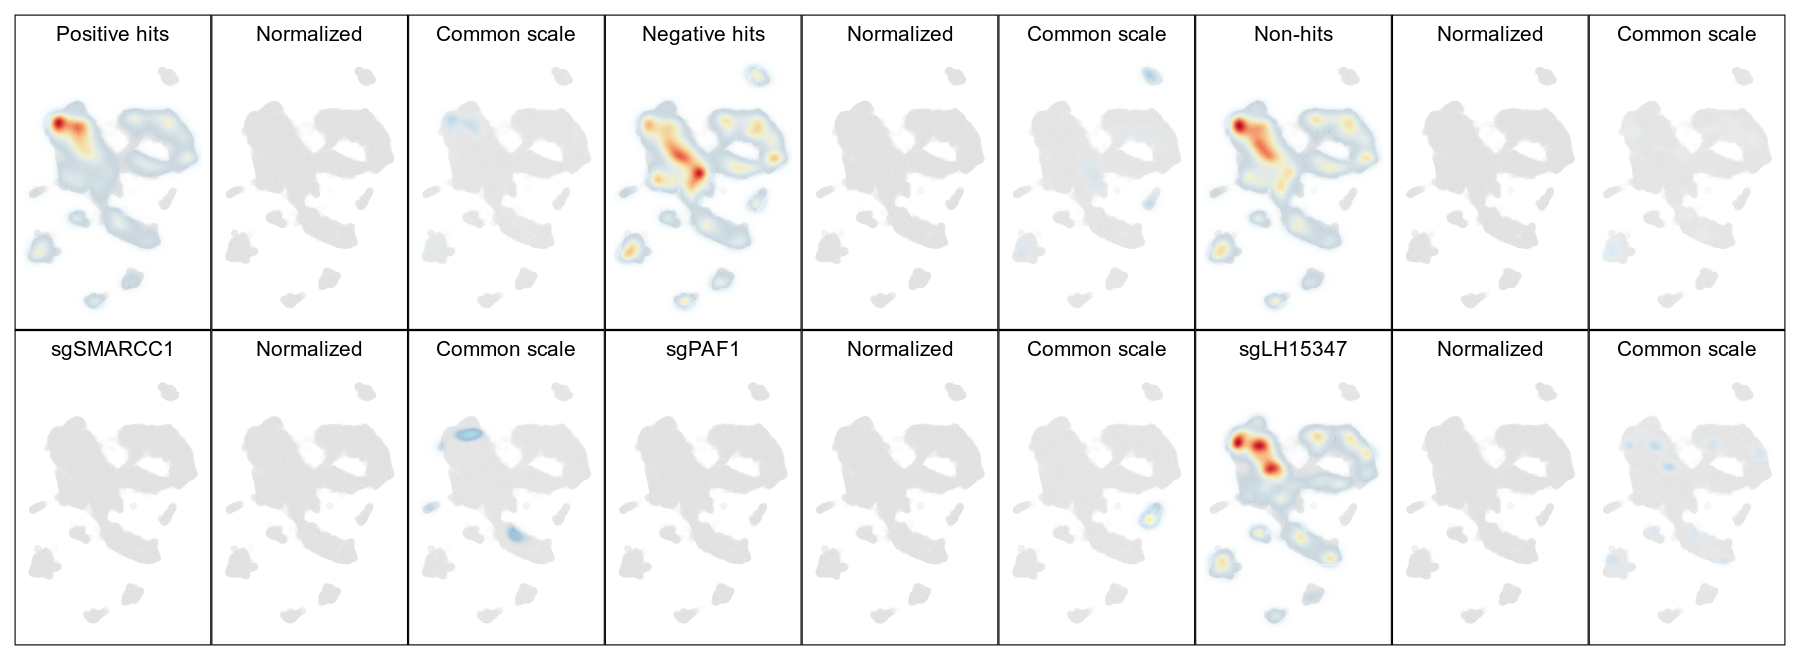 Positive hits
Normalized
Common scale
Negative hits
Normalized
Common scale
Non-hits
Normalized
Common scale
sgSMARCC1
Normalized
Common scale
sgPAF1
Normalized
Common scale
sgLH15347
Normalized
Common scale